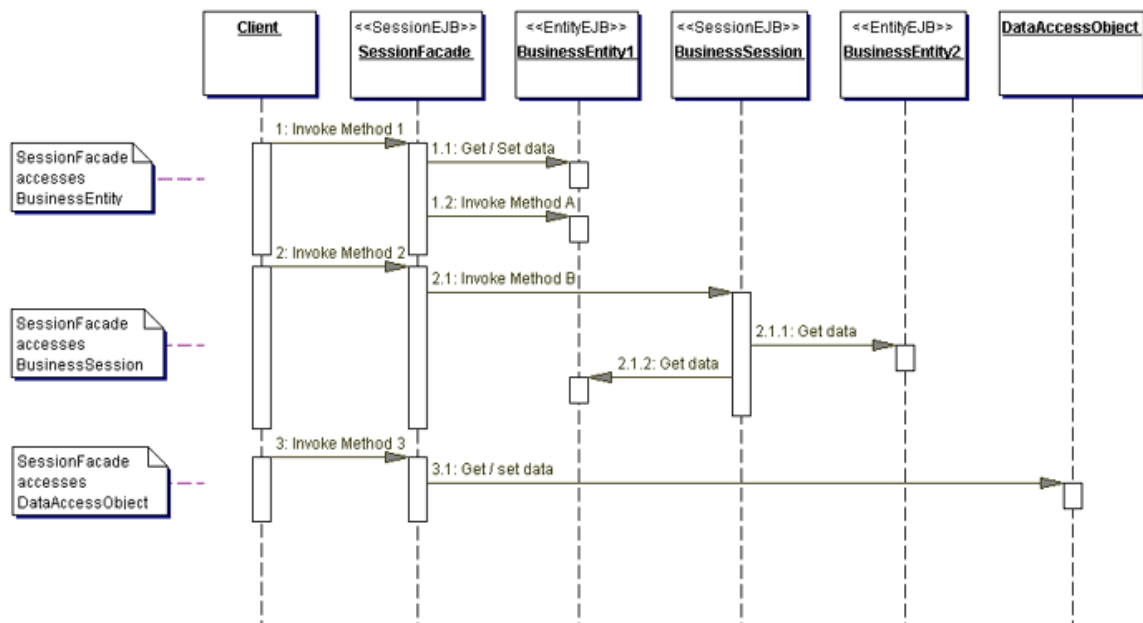 Client
<<SessionEJB>>
SessionFacade
<<EntityEJB>>
BusinessEntity1
<<SessionEJB>>
BusinessSession
<<EntityEJB>>
BusinessEntity2
DataAccessObject
1: Invoke Method 1
SessionFacade
accesses
BusinessEntity
1.1: Get / Set data
1.2: Invoke Method A
2: Invoke Method 2
2.1: Invoke Method B
SessionFacade
accesses
BusinessSession
2.1.1: Get data
2.1.2: Get data
3: Invoke Method 3
SessionFacade
accesses
DataAccessObject
3.1: Get / set data